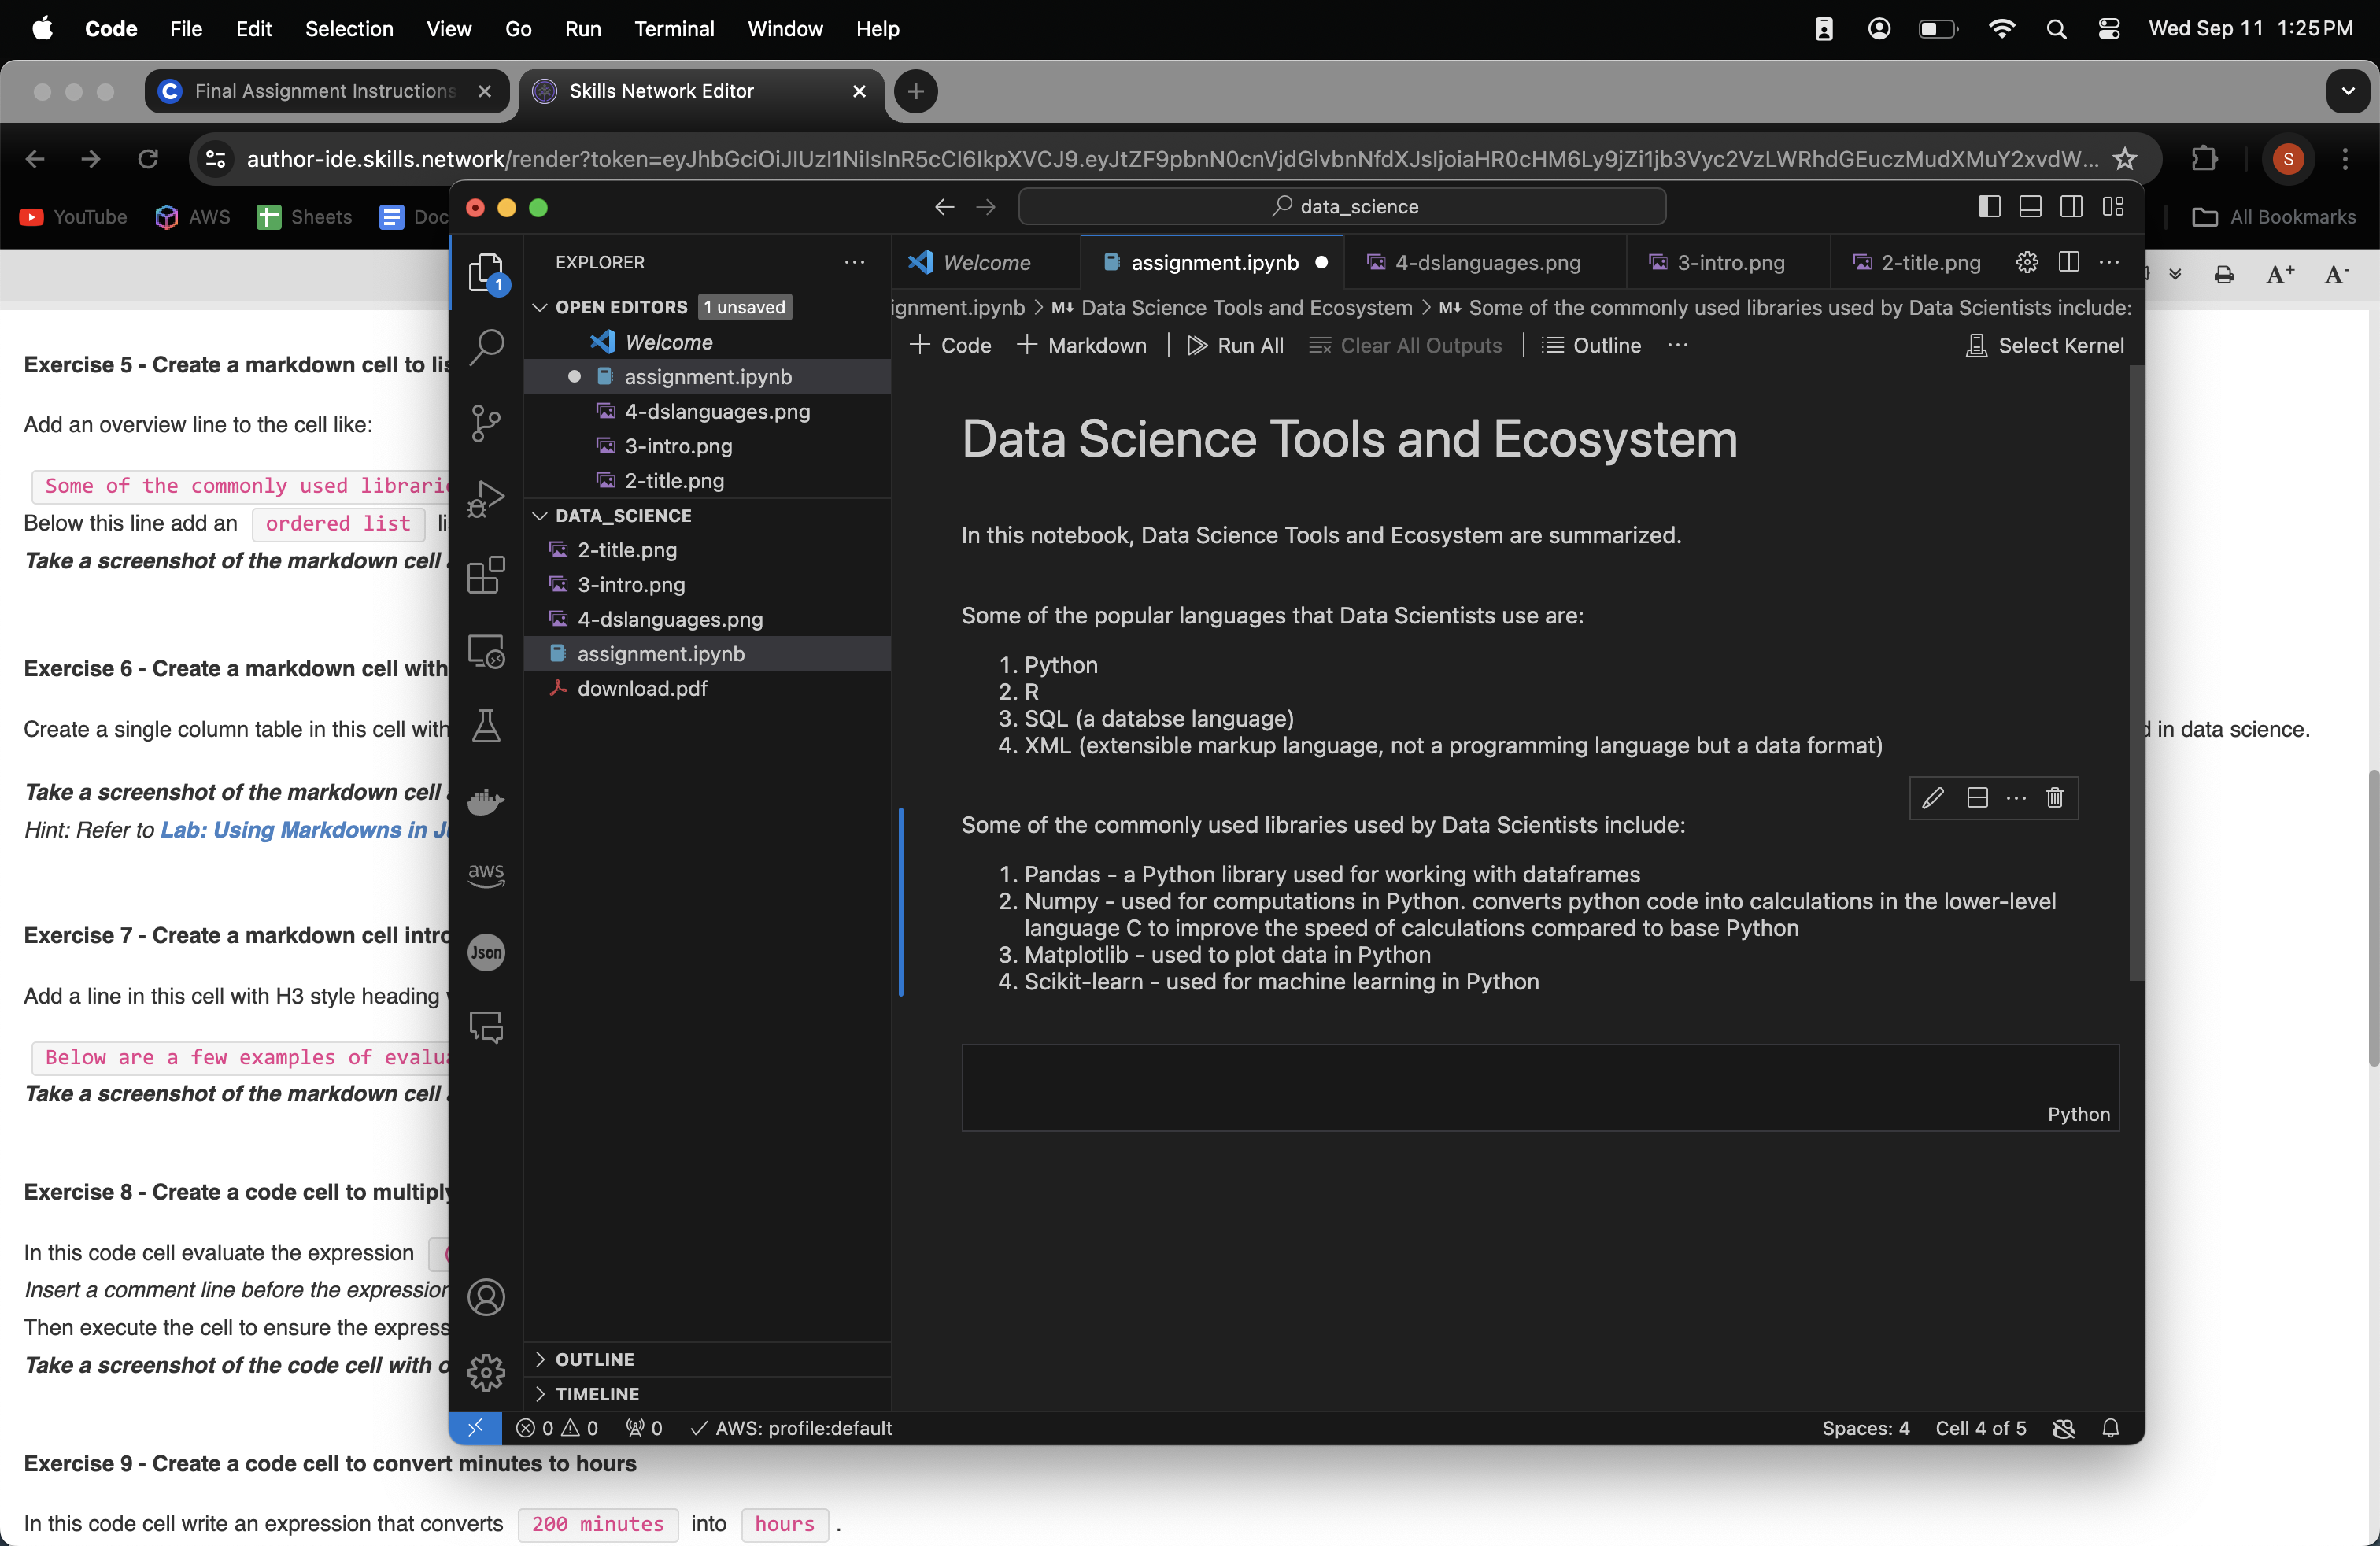 Code File Edit Selection View Go Run Terminal Window Help Wed Sep 11 1:25 PM
Final Assignment Instructions
Skills Network Editor
author-ide.skills.network/render?token=eyJhbGciOiJIUzI1NiIsInR5cCI6IkpXVCJ9.eyJtZF9pbnN0cnVjdGlvbnNfdXJsIjoiaHR0cHM6Ly9jZi1jb3Vyc2VzLWRhdGEuczMudXMuY2xvdW...
S
YouTube AWS Sheets Doc All Bookmarks
data_science
A+ A-
Exercise 5 - Create a markdown cell to lis
Add an overview line to the cell like:
Some of the commonly used librari
Below this line add an ordered list li
Take a screenshot of the markdown cell
Exercise 6 - Create a markdown cell with
Create a single column table in this cell with
d in data science.
Take a screenshot of the markdown cell
Hint: Refer to Lab: Using Markdowns in Ju
Exercise 7 - Create a markdown cell intro
Add a line in this cell with H3 style heading
Below are a few examples of evalua
Take a screenshot of the markdown cell
Exercise 8 - Create a code cell to multiply
In this code cell evaluate the expression (
Insert a comment line before the expression
Then execute the cell to ensure the express
Take a screenshot of the code cell with o
Exercise 9 - Create a code cell to convert minutes to hours
In this code cell write an expression that converts 200 minutes into hours .
1
aws
Json
EXPLORER
OPEN EDITORS 1 unsaved
Welcome
assignment.ipynb
4-dslanguages.png
3-intro.png
2-title.png
DATA_SCIENCE
2-title.png
3-intro.png
4-dslanguages.png
assignment.ipynb
download.pdf
OUTLINE
TIMELINE
Welcome assignment.ipynb 4-dslanguages.png 3-intro.png 2-title.png
ignment.ipynb > M↓ Data Science Tools and Ecosystem > M↓ Some of the commonly used libraries used by Data Scientists include:
+ Code + Markdown Run All Clear All Outputs Outline ... Select Kernel
Data Science Tools and Ecosystem
In this notebook, Data Science Tools and Ecosystem are summarized.
Some of the popular languages that Data Scientists use are:
1. Python
2. R
3. SQL (a databse language)
4. XML (extensible markup language, not a programming language but a data format)
Some of the commonly used libraries used by Data Scientists include:
1. Pandas - a Python library used for working with dataframes
2. Numpy - used for computations in Python. converts python code into calculations in the lower-level
language C to improve the speed of calculations compared to base Python
3. Matplotlib - used to plot data in Python
4. Scikit-learn - used for machine learning in Python
Python
0 0 0 AWS: profile:default Spaces: 4 Cell 4 of 5